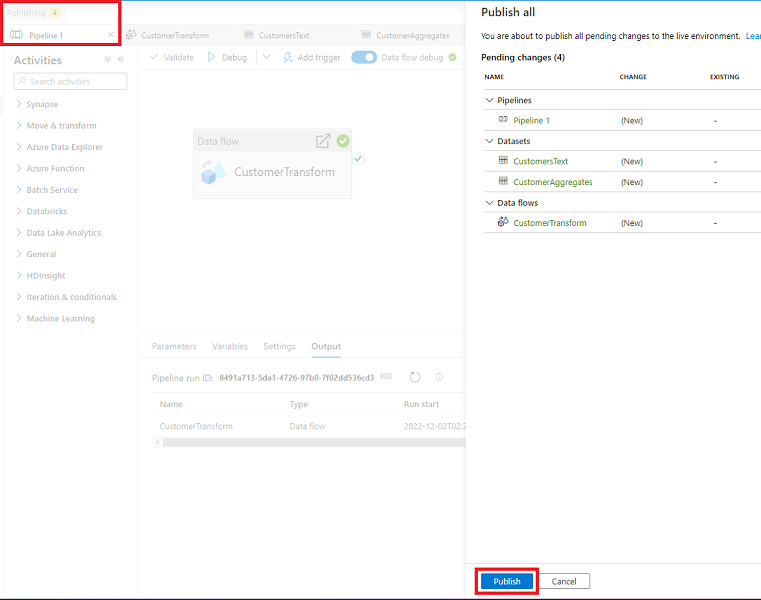 Publishing 4
Pipeline 1
CustomerTransform
CustomersText
CustomerAggregates
Activities
Search activities
Synapse
Move & transform
Azure Data Explorer
Azure Function
Batch Service
Databricks
Data Lake Analytics
General
HDInsight
Iteration & conditionals
Machine Learning
Validate Debug Add trigger Data flow debug
Data flow
CustomerTransform
Parameters Variables Settings Output
Pipeline run ID: 8491a713-5da1-4726-97b0-7f02dd536cd3
Name Type Run start
CustomerTransform Data flow 2022-12-02T02:3
Publish all
You are about to publish all pending changes to the live environment. Lear
Pending changes (4)
NAME CHANGE EXISTING
Pipelines
Pipeline 1 (New) -
Datasets
CustomersText (New) -
CustomerAggregates (New) -
Data flows
CustomerTransform (New) -
Publish Cancel